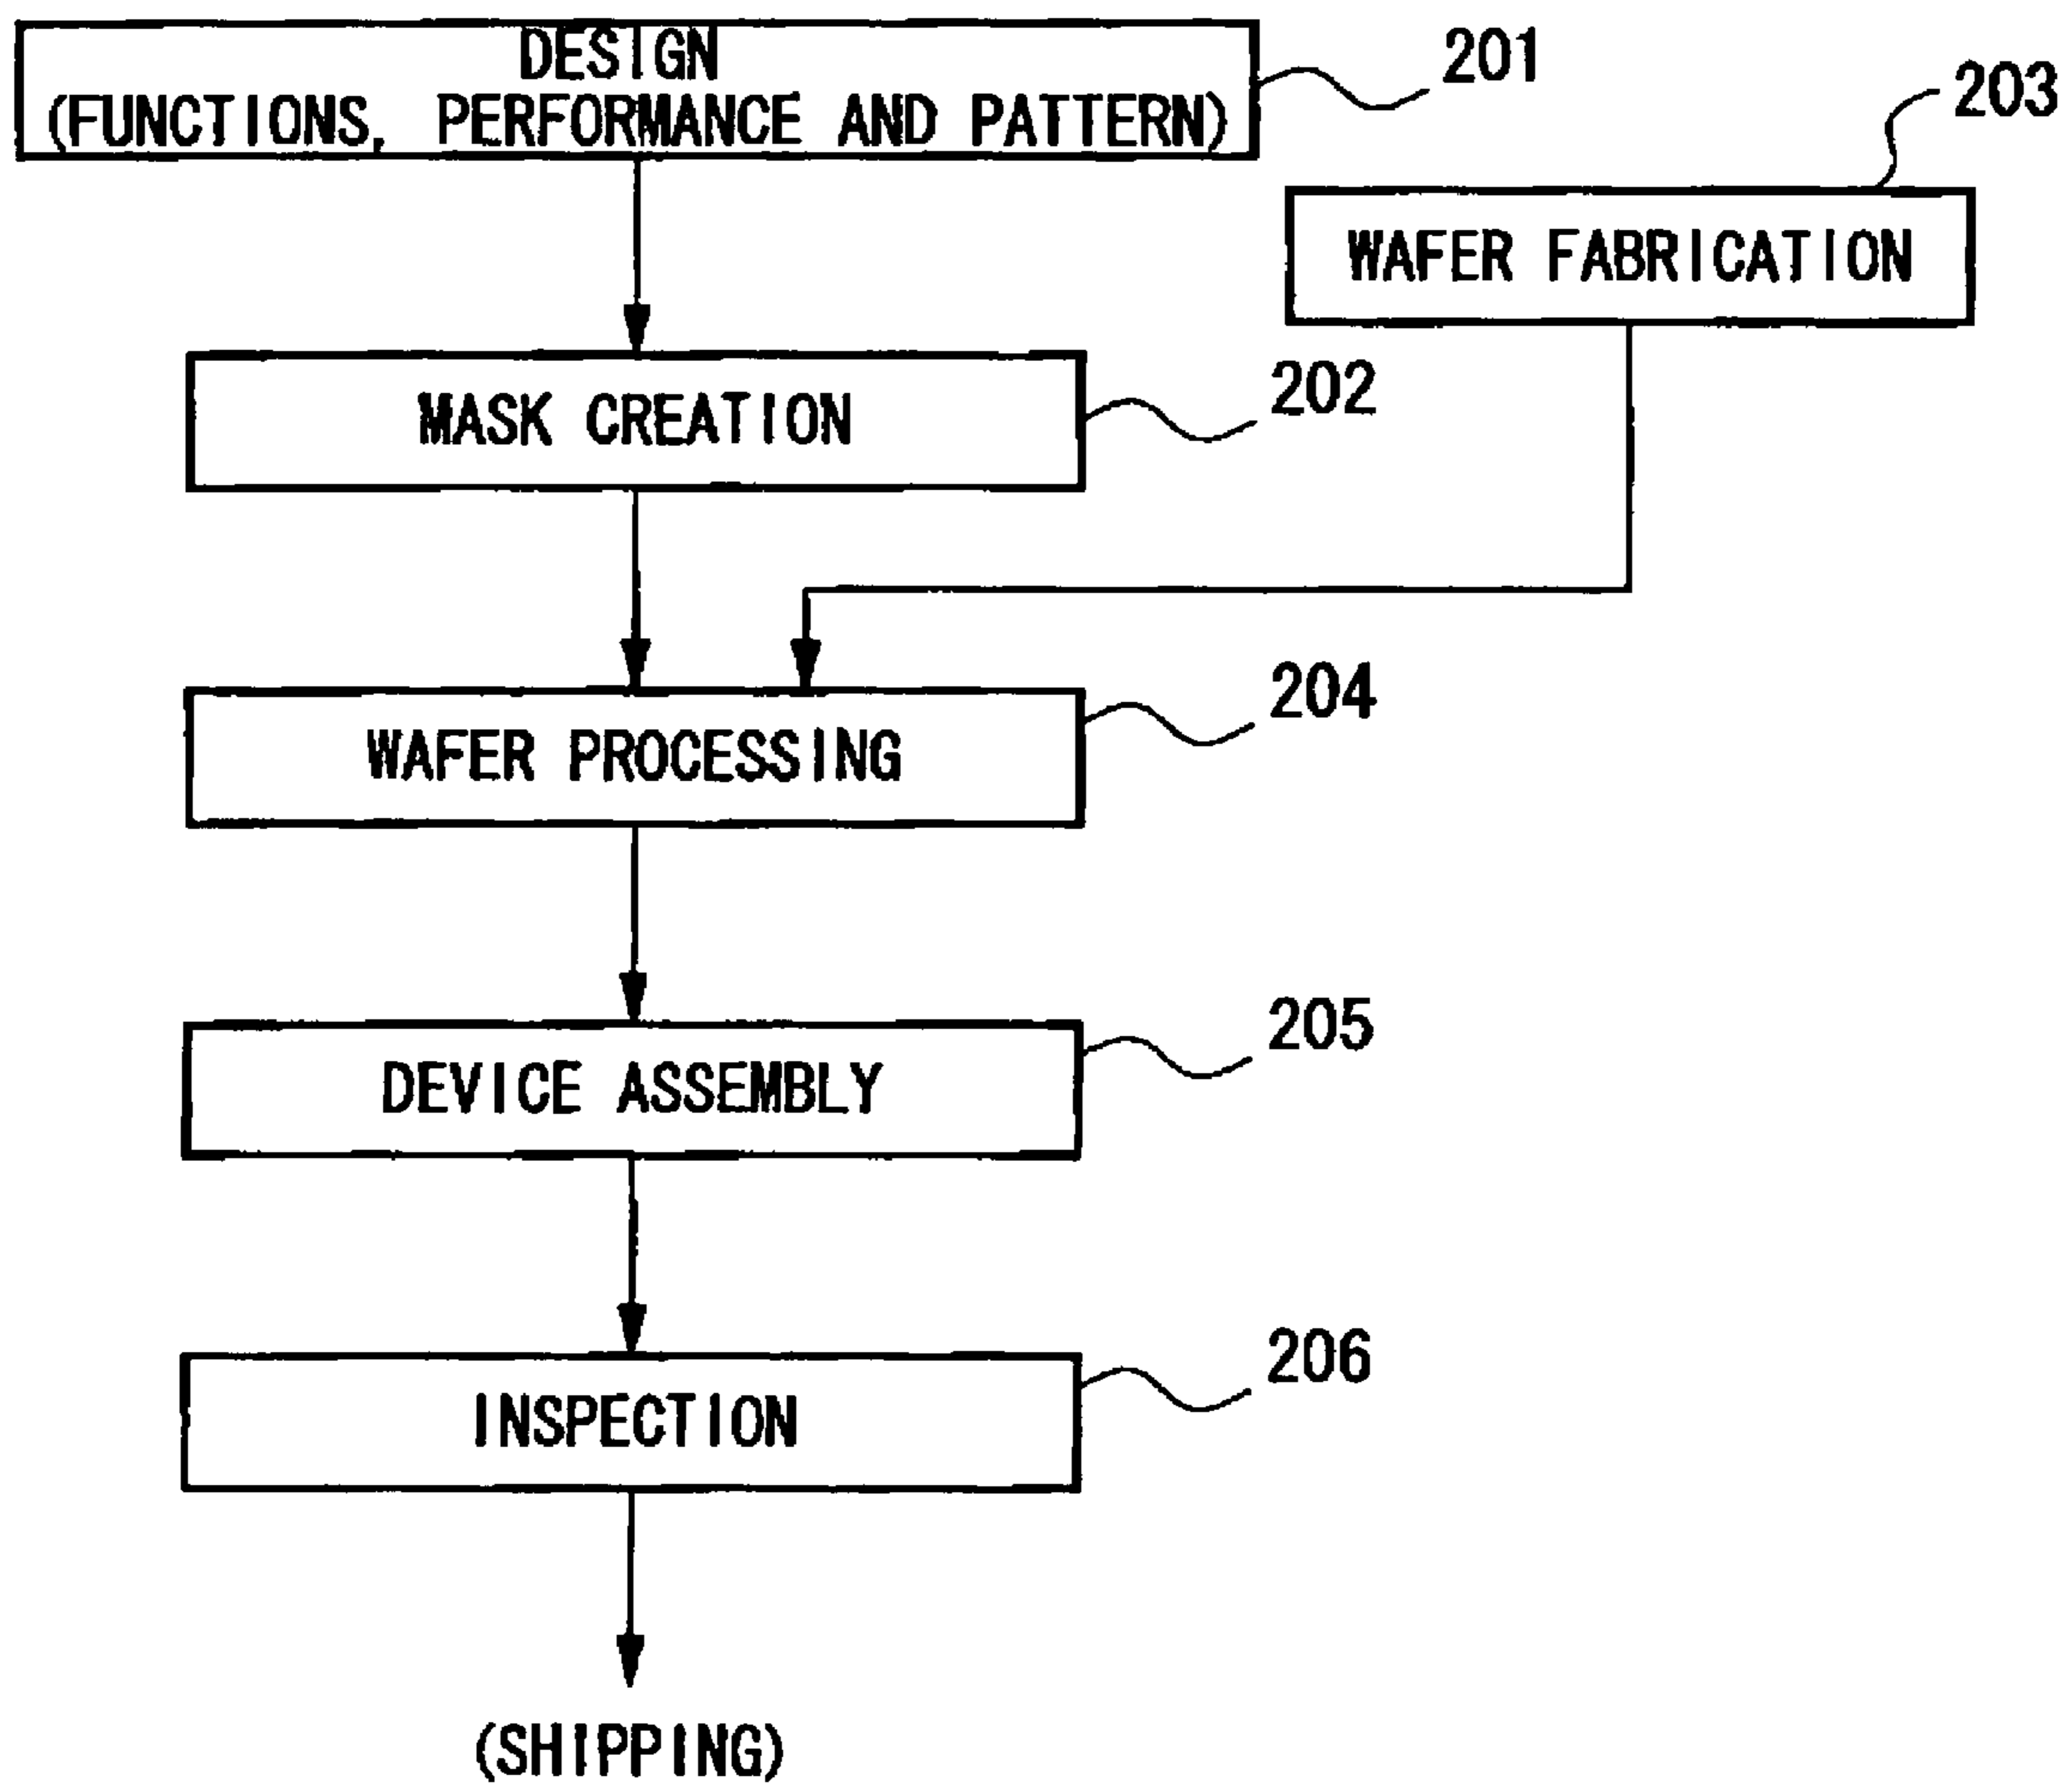 DESIGN
(FUNCTIONS, PERFORMANCE AND PATTERN)
201
203
WAFER FABRICATION
202
MASK CREATION
204
WAFER PROCESSING
205
DEVICE ASSEMBLY
206
INSPECTION
(SHIPPING)